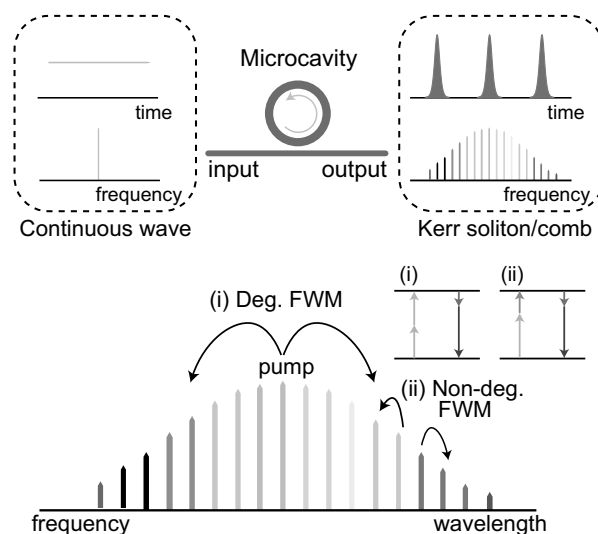 Microcavity
time
time
frequency
input
output
frequency
Continuous wave
Kerr soliton/comb
(i) Deg. FWM
(i)
(ii)
pump
(ii) Non-deg.
FWM
frequency
wavelength